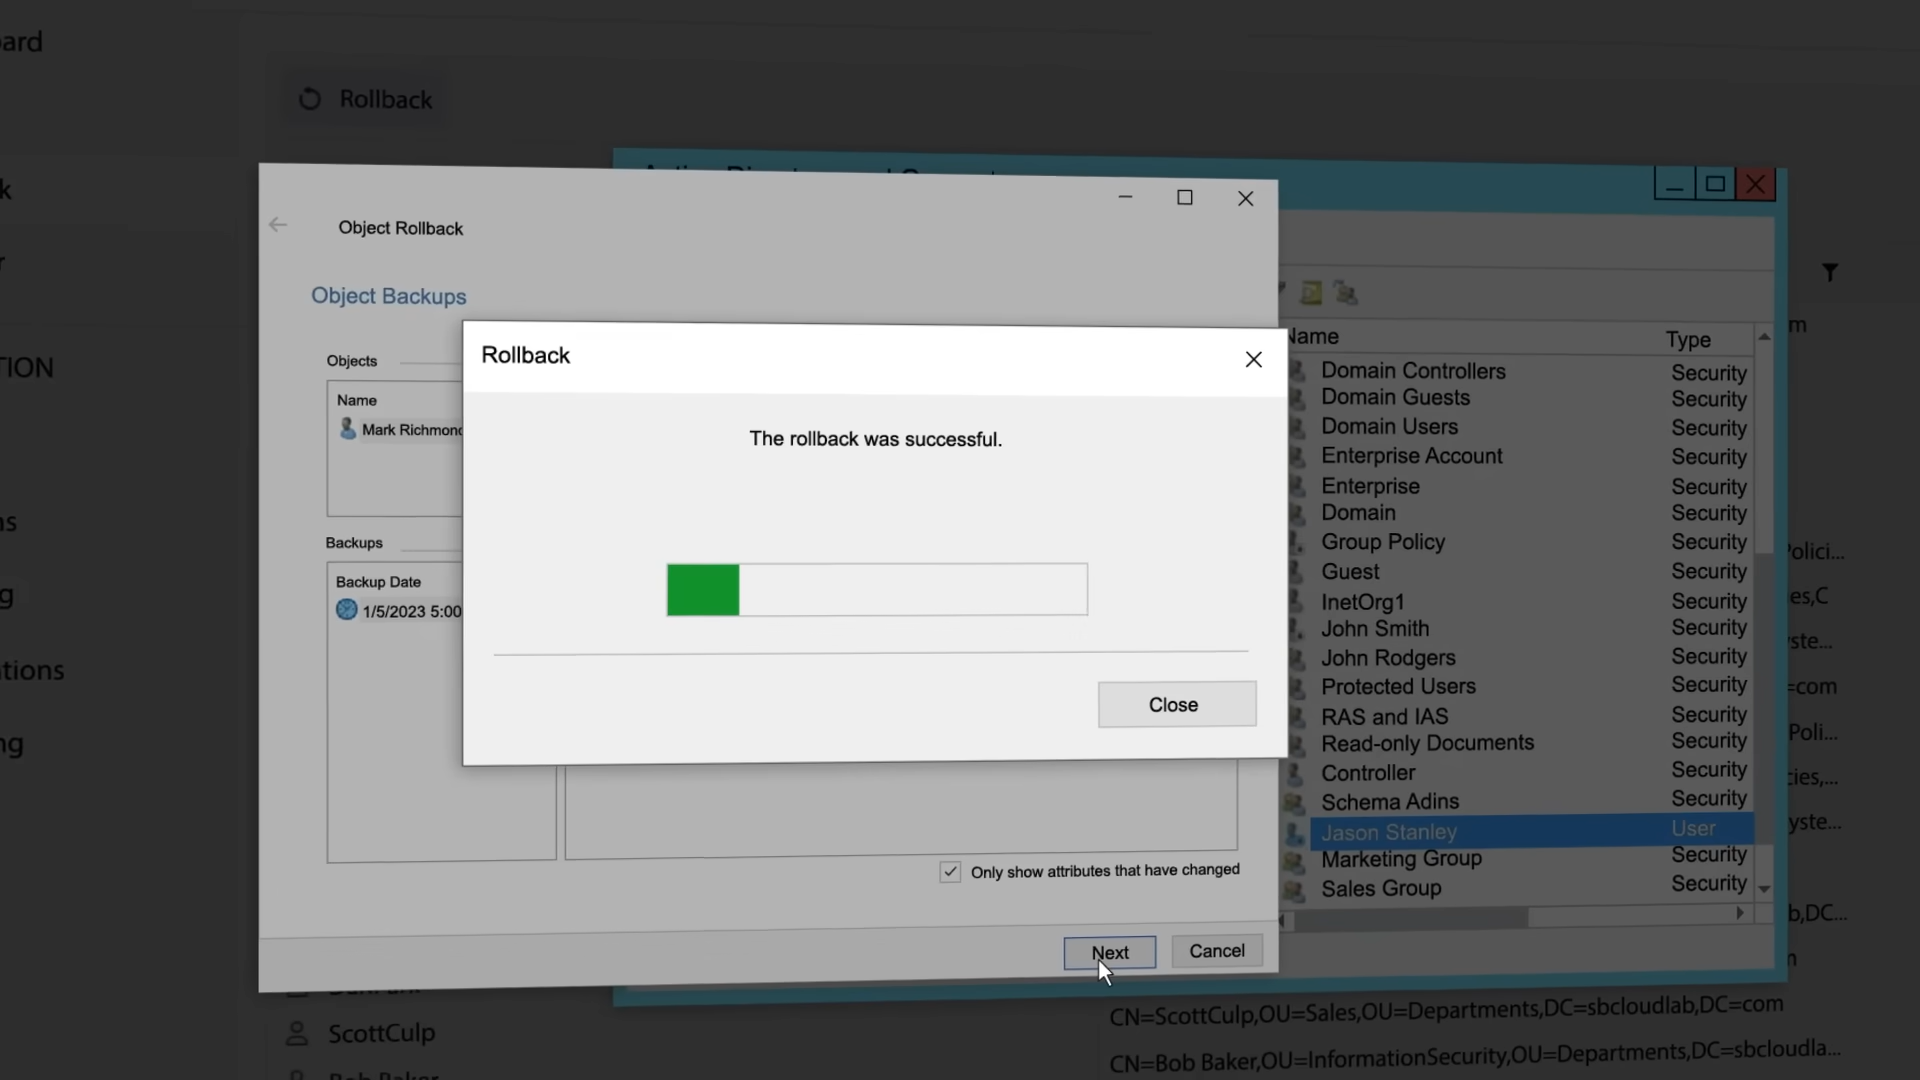 ard
Rollback
k
r
TION
ns
g
tions
ng
Object Rollback
Object Backups
Objects
Name
Mark Richmond
Backups
Backup Date
1/5/2023 5:00
Rollback
The rollback was successful.
Close
Only show attributes that have changed
Next
Cancel
Name Type
Domain Controllers Security
Domain Guests Security
Domain Users Security
Enterprise Account Security
Enterprise Security
Domain Security
Group Policy Security
Guest Security
InetOrg1 Security
John Smith Security
John Rodgers Security
Protected Users Security
RAS and IAS Security
Read-only Documents Security
Controller Security
Schema Adins Security
Jason Stanley User
Marketing Group Security
Sales Group Security
m
Polici...
es,C
ste...
=com
Poli...
cies,...
yste...
b,DC...
n
ScottCulp CN=ScottCulp,OU=Sales,OU=Departments,DC=sbcloudlab,DC=com
Bob Baker CN=Bob Baker,OU=InformationSecurity,OU=Departments,DC=sbcloudla...